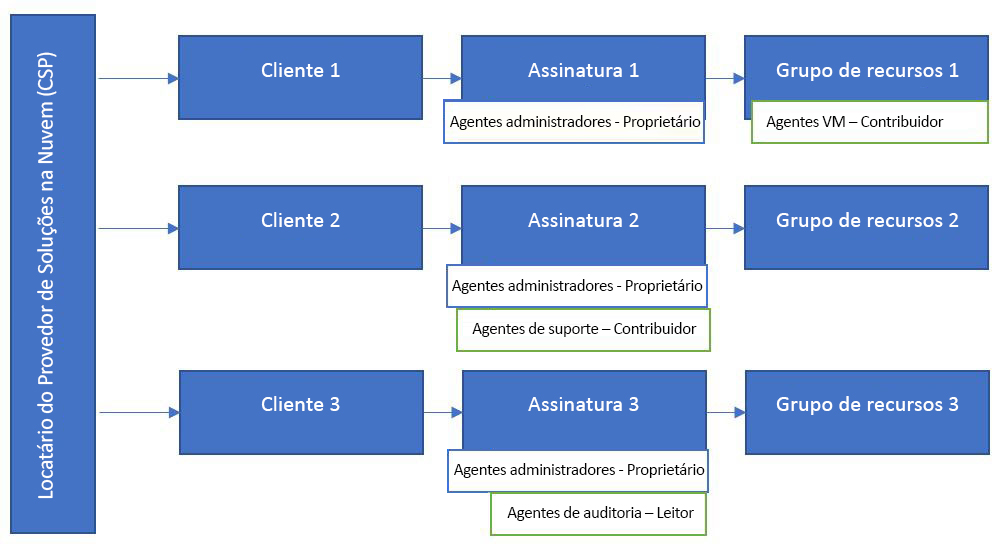 Locatário do Provedor de Soluções na Nuvem (CSP)
Cliente 1
Assinatura 1
Agentes administradores - Proprietário
Grupo de recursos 1
Agentes VM – Contribuidor
Cliente 2
Assinatura 2
Agentes administradores - Proprietário
Agentes de suporte – Contribuidor
Grupo de recursos 2
Cliente 3
Assinatura 3
Agentes administradores - Proprietário
Agentes de auditoria – Leitor
Grupo de recursos 3